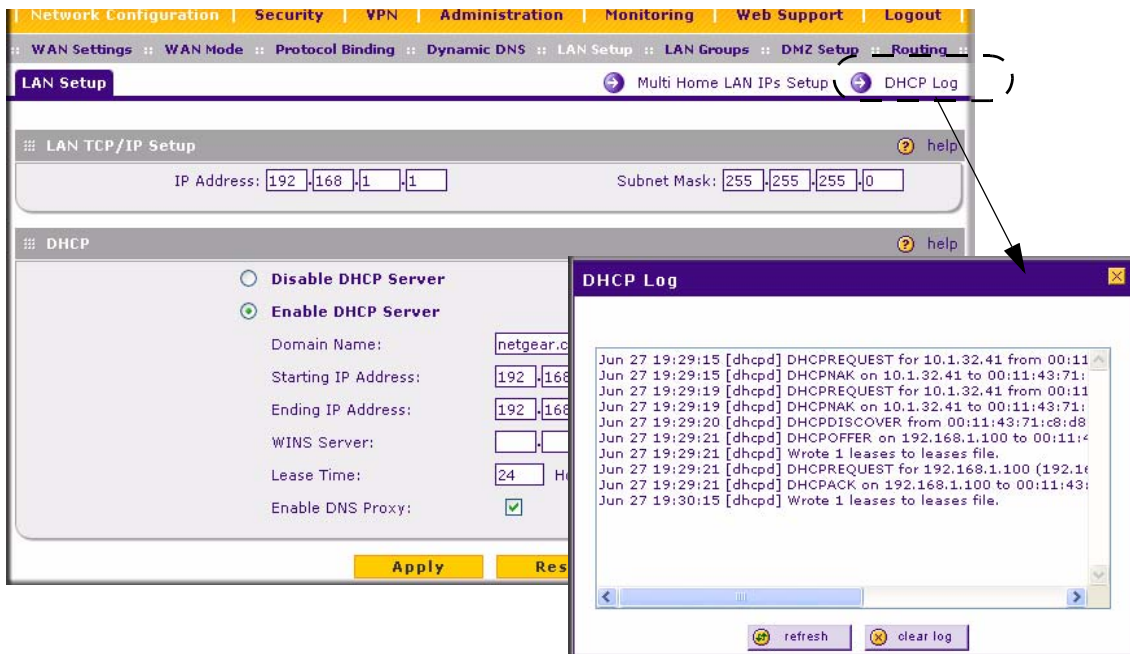 Network Configuration | Security | VPN | Administration | Monitoring | Web Support | Logout
:: WAN Settings :: WAN Mode :: Protocol Binding :: Dynamic DNS :: LAN Setup :: LAN Groups :: DMZ Setup :: Routing ::
LAN Setup Multi Home LAN IPs Setup DHCP Log
LAN TCP/IP Setup help
IP Address: 192 .168 .1 .1 Subnet Mask: 255 .255 .255 .0
DHCP help
Disable DHCP Server
Enable DHCP Server
Domain Name: netgear.c
Starting IP Address: 192 .168
Ending IP Address: 192 .168
WINS Server: .
Lease Time: 24 Ho
Enable DNS Proxy:
Apply Res
DHCP Log
Jun 27 19:29:15 [dhcpd] DHCPREQUEST for 10.1.32.41 from 00:11
Jun 27 19:29:15 [dhcpd] DHCPNAK on 10.1.32.41 to 00:11:43:71:
Jun 27 19:29:19 [dhcpd] DHCPREQUEST for 10.1.32.41 from 00:11
Jun 27 19:29:19 [dhcpd] DHCPNAK on 10.1.32.41 to 00:11:43:71:
Jun 27 19:29:20 [dhcpd] DHCPDISCOVER from 00:11:43:71:c8:d8
Jun 27 19:29:21 [dhcpd] DHCPOFFER on 192.168.1.100 to 00:11:4
Jun 27 19:29:21 [dhcpd] Wrote 1 leases to leases file.
Jun 27 19:29:21 [dhcpd] DHCPREQUEST for 192.168.1.100 (192.16
Jun 27 19:29:21 [dhcpd] DHCPACK on 192.168.1.100 to 00:11:43:
Jun 27 19:30:15 [dhcpd] Wrote 1 leases to leases file.
refresh clear log